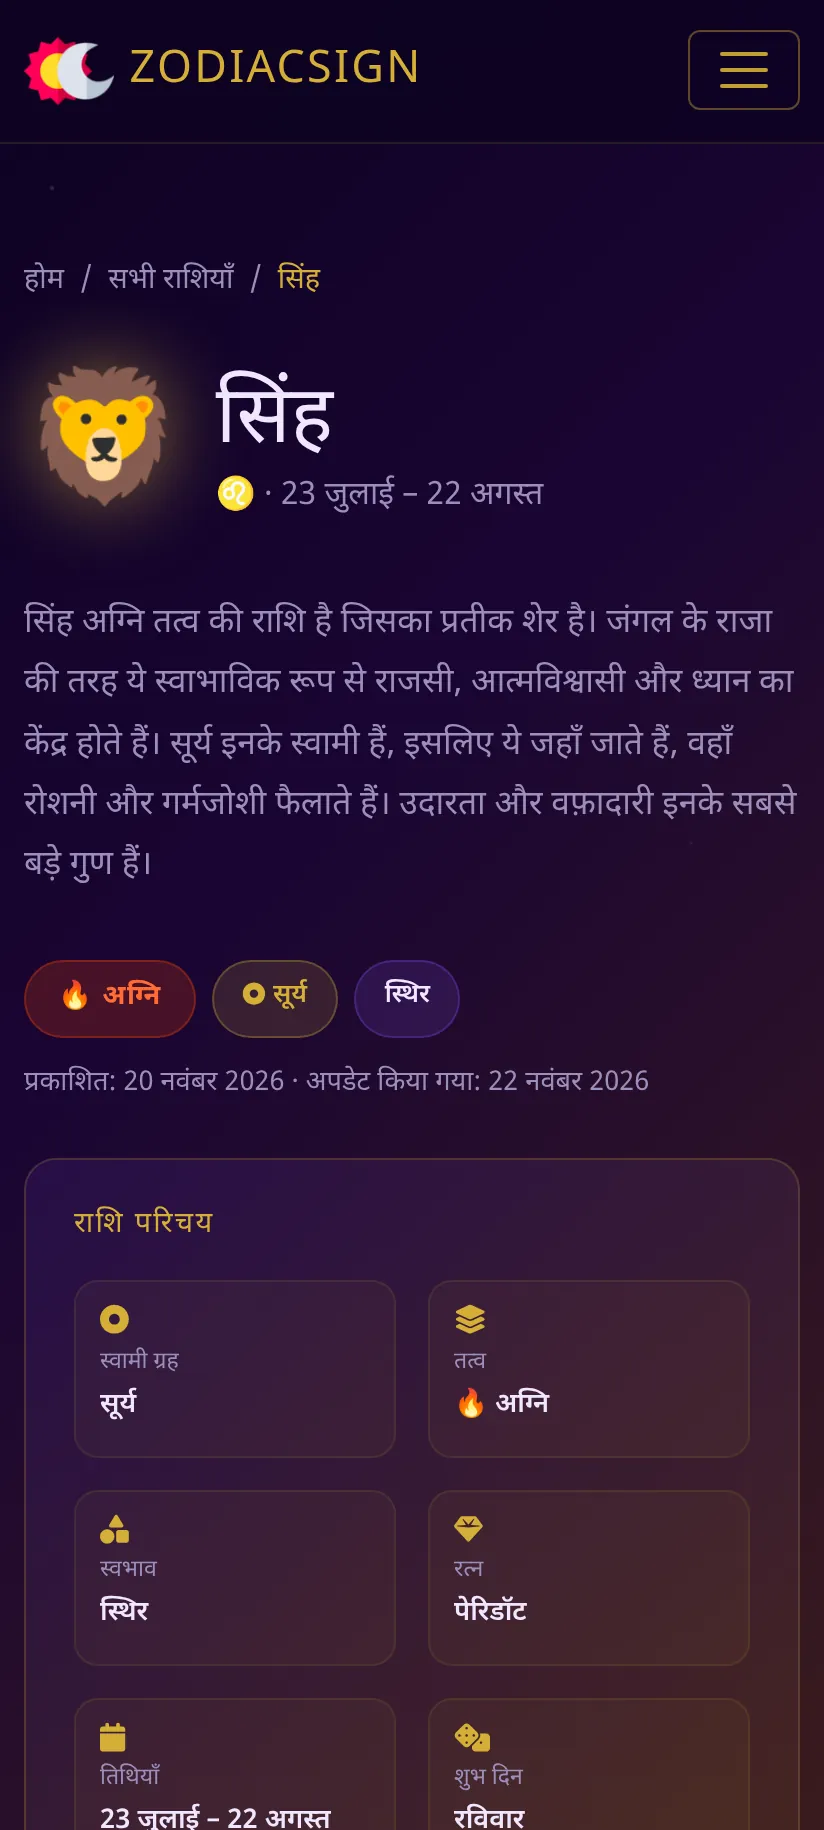 ZODIACSIGN
होम / सभी राशियाँ / सिंह
सिंह
♌ · 23 जुलाई – 22 अगस्त
सिंह अग्नि तत्व की राशि है जिसका प्रतीक शेर है। जंगल के राजा
की तरह ये स्वाभाविक रूप से राजसी, आत्मविश्वासी और ध्यान का
केंद्र होते हैं। सूर्य इनके स्वामी हैं, इसलिए ये जहाँ जाते हैं, वहाँ
रोशनी और गर्मजोशी फैलाते हैं। उदारता और वफ़ादारी इनके सबसे
बड़े गुण हैं।
🔥 अग्नि सूर्य स्थिर
प्रकाशित: 20 नवंबर 2026 · अपडेट किया गया: 22 नवंबर 2026
राशि परिचय
स्वामी ग्रह
सूर्य
तत्व
🔥 अग्नि
स्वभाव
स्थिर
रत्न
पेरिडॉट
तिथियाँ
23 जुलाई – 22 अगस्त
शुभ दिन
रविवार